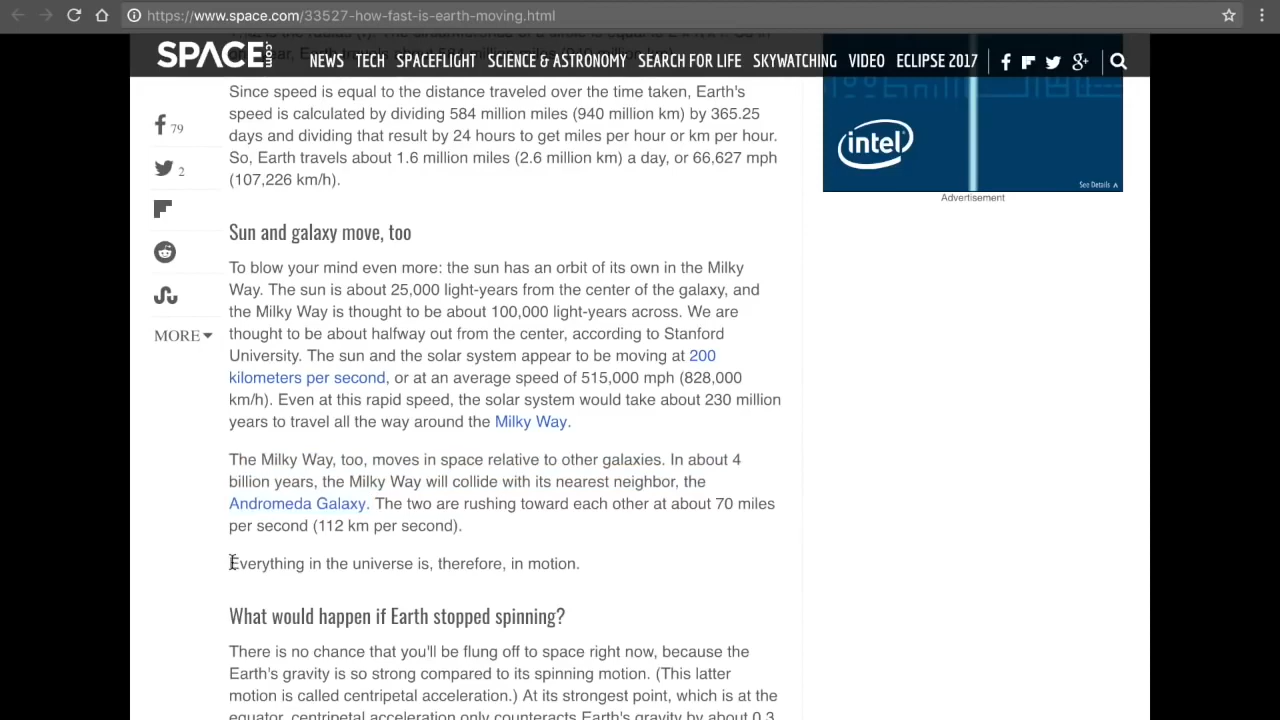 https://www.space.com/33527-how-fast-is-earth-moving.html
SPACE.com
NEWS TECH SPACEFLIGHT SCIENCE & ASTRONOMY SEARCH FOR LIFE SKYWATCHING VIDEO ECLIPSE 2017
Since speed is equal to the distance traveled over the time taken, Earth's
speed is calculated by dividing 584 million miles (940 million km) by 365.25
days and dividing that result by 24 hours to get miles per hour or km per hour.
So, Earth travels about 1.6 million miles (2.6 million km) a day, or 66,627 mph
(107,226 km/h).
79
2
MORE
Sun and galaxy move, too
To blow your mind even more: the sun has an orbit of its own in the Milky
Way. The sun is about 25,000 light-years from the center of the galaxy, and
the Milky Way is thought to be about 100,000 light-years across. We are
thought to be about halfway out from the center, according to Stanford
University. The sun and the solar system appear to be moving at 200
kilometers per second, or at an average speed of 515,000 mph (828,000
km/h). Even at this rapid speed, the solar system would take about 230 million
years to travel all the way around the Milky Way.
The Milky Way, too, moves in space relative to other galaxies. In about 4
billion years, the Milky Way will collide with its nearest neighbor, the
Andromeda Galaxy. The two are rushing toward each other at about 70 miles
per second (112 km per second).
Everything in the universe is, therefore, in motion.
What would happen if Earth stopped spinning?
There is no chance that you'll be flung off to space right now, because the
Earth's gravity is so strong compared to its spinning motion. (This latter
motion is called centripetal acceleration.) At its strongest point, which is at the
equator, centripetal acceleration only counteracts Earth's gravity by about 0.3
intel
See Details
Advertisement